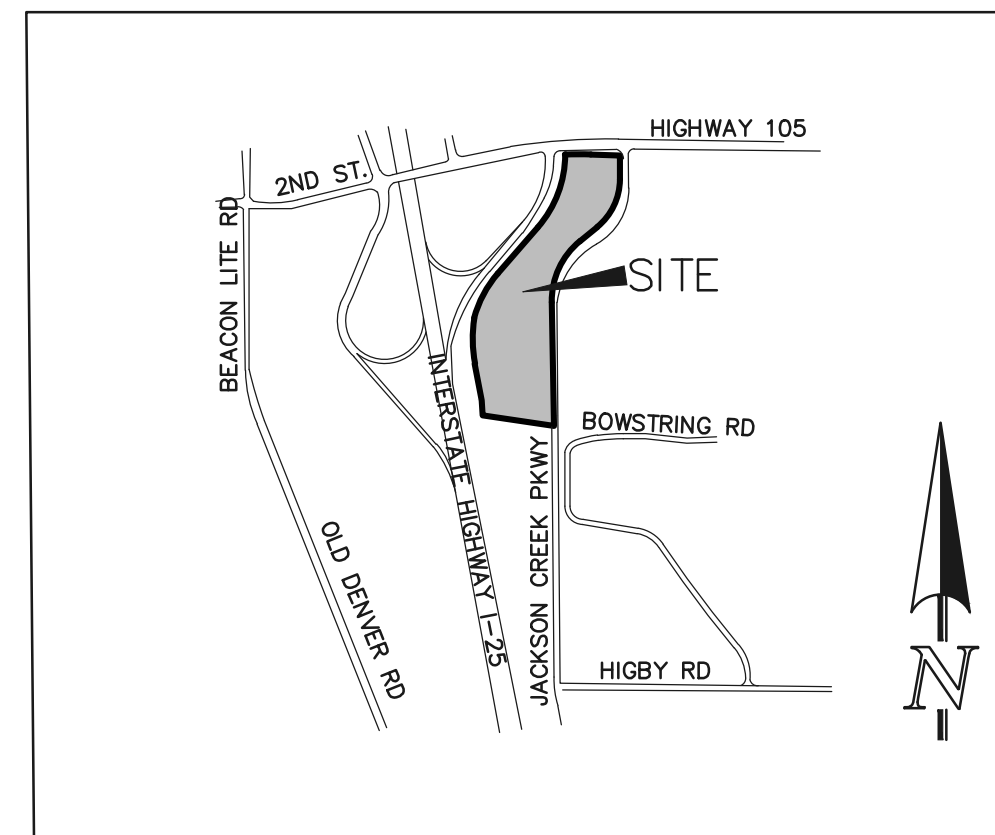 HIGHWAY 105
2ND ST.
BEACON LITE RD
SITE
INTERSTATE HIGHWAY I-25
BOWSTRING RD
JACKSON CREEK PKWY
OLD DENVER RD
HIGBY RD
N